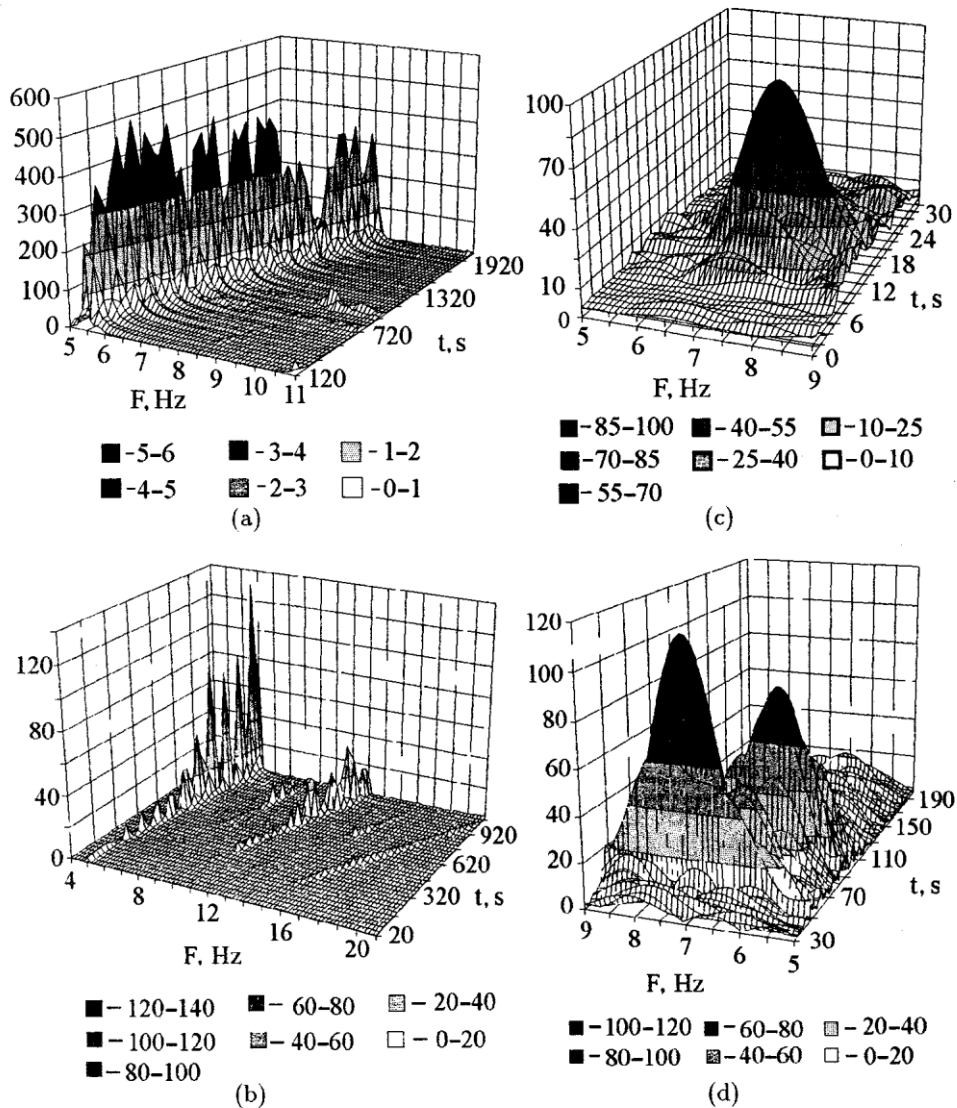 600
500
400
300
200
100
0
5 6 7 8 9 10 11
120 720 1320 1920
t, s
F, Hz
■ -5-6 ■ -3-4 □ -1-2
■ -4-5 ■ -2-3 □ -0-1
(a)
100
70
40
10
0
5 6 7 8 9
0 6 12 18 24 30
t, s
F, Hz
■ -85-100 ■ -40-55 □ -10-25
■ -70-85 ■ -25-40 □ -0-10
■ -55-70
(c)
120
80
40
0
4 8 12 16 20
20 320 620 920
t, s
F, Hz
■ - 120-140 ■ - 60-80 □ - 20-40
■ - 100-120 ■ - 40-60 □ - 0-20
■ - 80-100
(b)
120
100
80
60
40
20
0
9 8 7 6 5
30 70 110 150 190
t, s
F, Hz
■ -100-120 ■ -60-80 □ -20-40
■ -80-100 ■ -40-60 □ -0-20
(d)